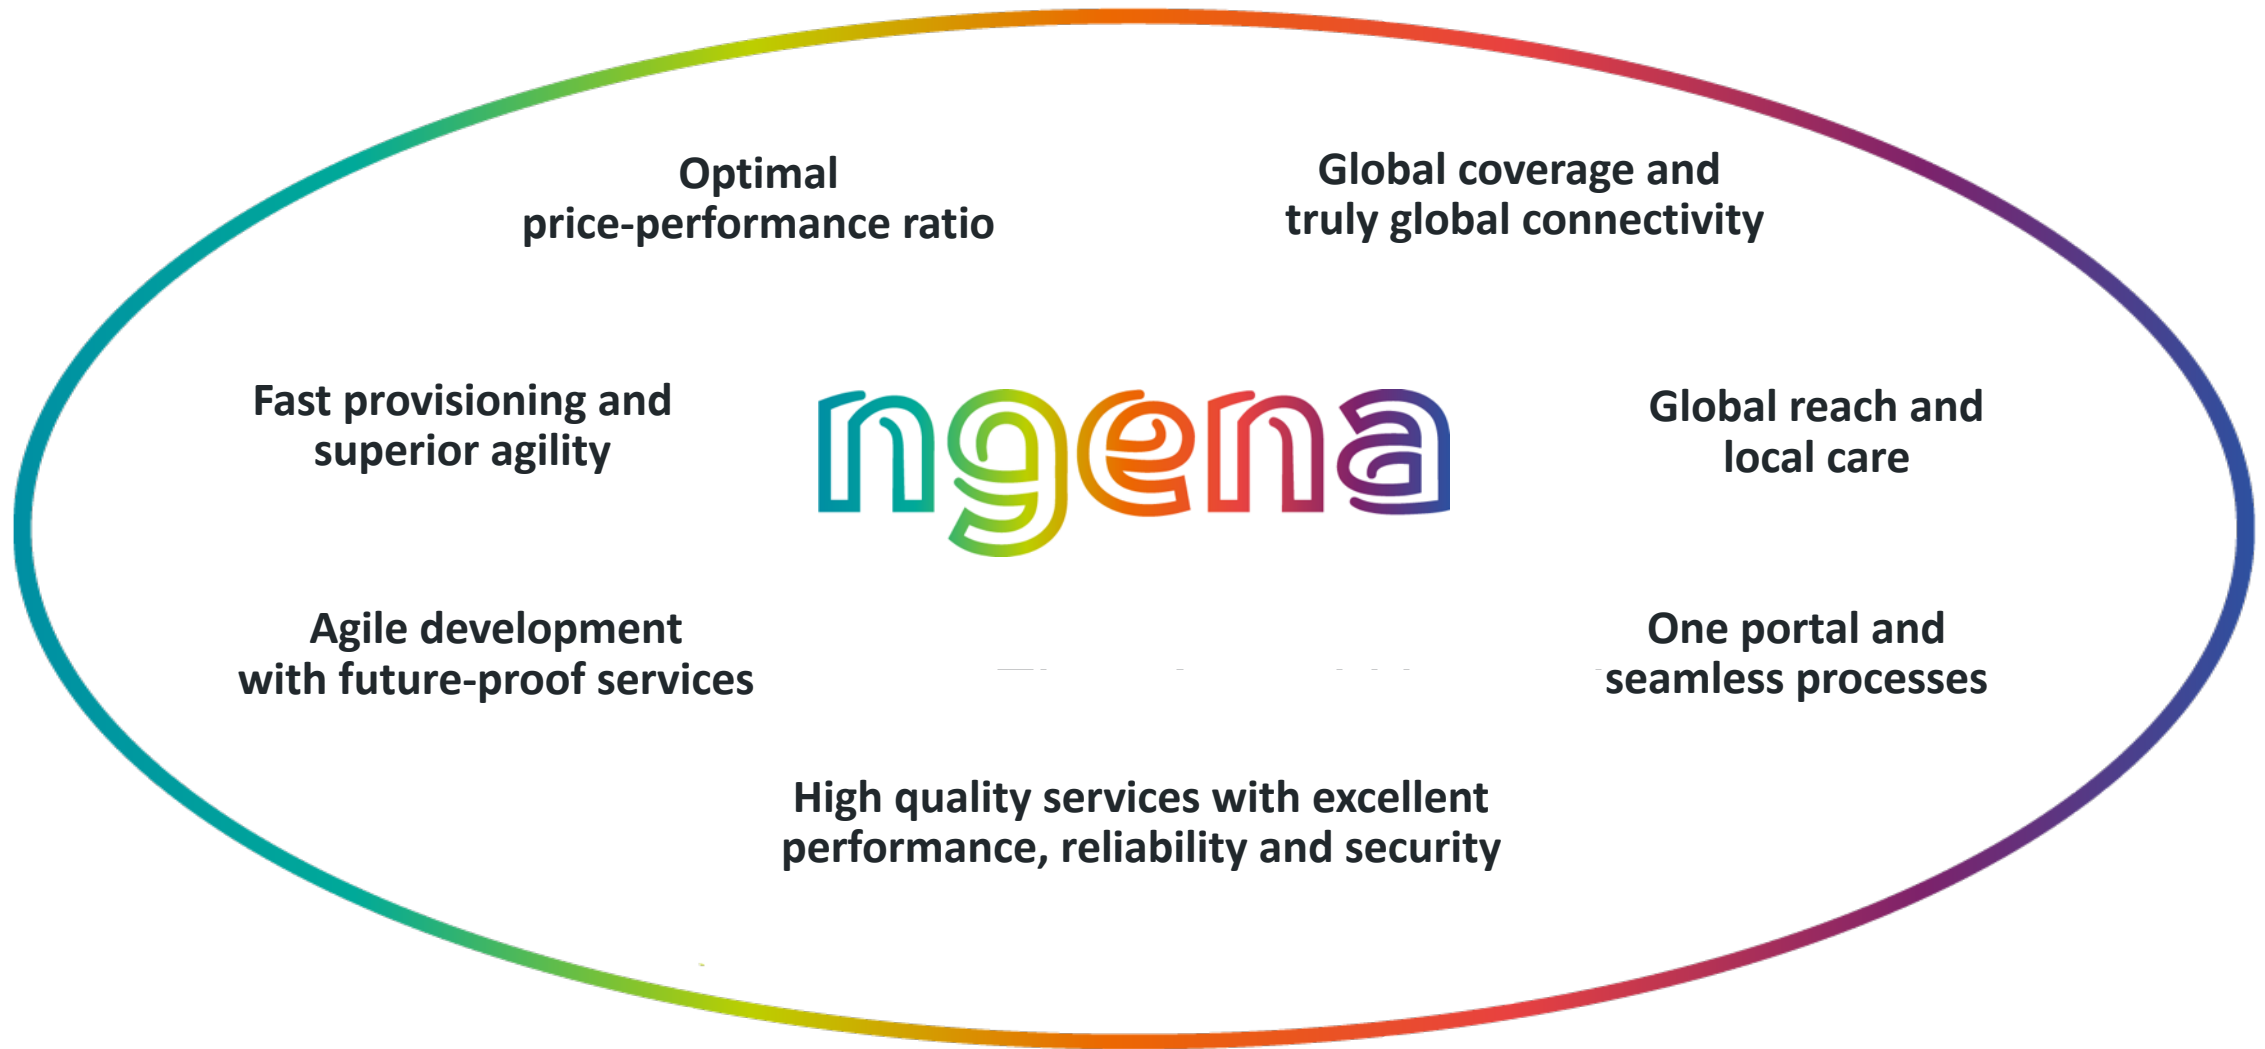 Optimal
price-performance ratio
Global coverage and
truly global connectivity
Fast provisioning and
superior agility
ngena
Global reach and
local care
Agile development
with future-proof services
One portal and
seamless processes
High quality services with excellent
performance, reliability and security